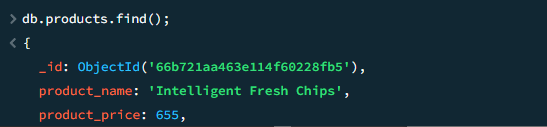 > db.products.find();
< {
_id: ObjectId('66b721aa463e114f60228fb5'),
product_name: 'Intelligent Fresh Chips',
product_price: 655,